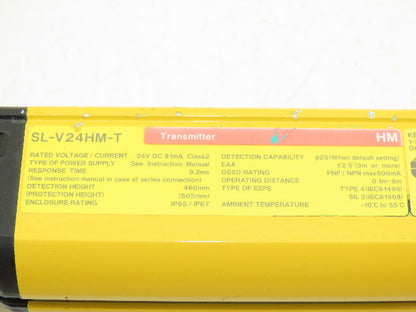 SL-V24HM-T Transmitter HM
RATED VOLTAGE / CURRENT 24V DC 81mA Class2
TYPE OF POWER SUPPLY See Instruction Manual
RESPONSE TIME 9.2ms
(See instruction manual in case of series connection)
DETECTION HEIGHT 460mm
(PROTECTION HEIGHT) (505mm)
ENCLOSURE RATING IP65 / IP67
DETECTION CAPABILITY φ25(When default setting)
EAA ±2.5°(3m or more)
OSSD RATING PNP / NPN max500mA
OPERATING DISTANCE 0.1m-9m
TYPE OF ESPE TYPE 4(IEC61496)
SIL 3(IEC61508)
AMBIENT TEMPERATURE -10℃ to 55℃
KE
1-